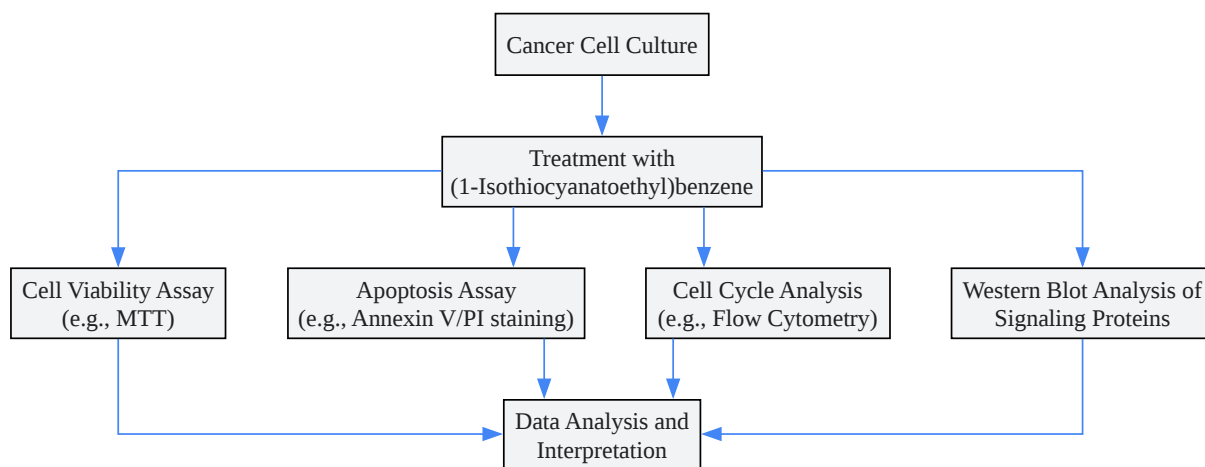 Cancer Cell Culture
Treatment with
(1-Isothiocyanatoethyl)benzene
Cell Viability Assay
(e.g., MTT)
Apoptosis Assay
(e.g., Annexin V/PI staining)
Cell Cycle Analysis
(e.g., Flow Cytometry)
Western Blot Analysis of
Signaling Proteins
Data Analysis and
Interpretation